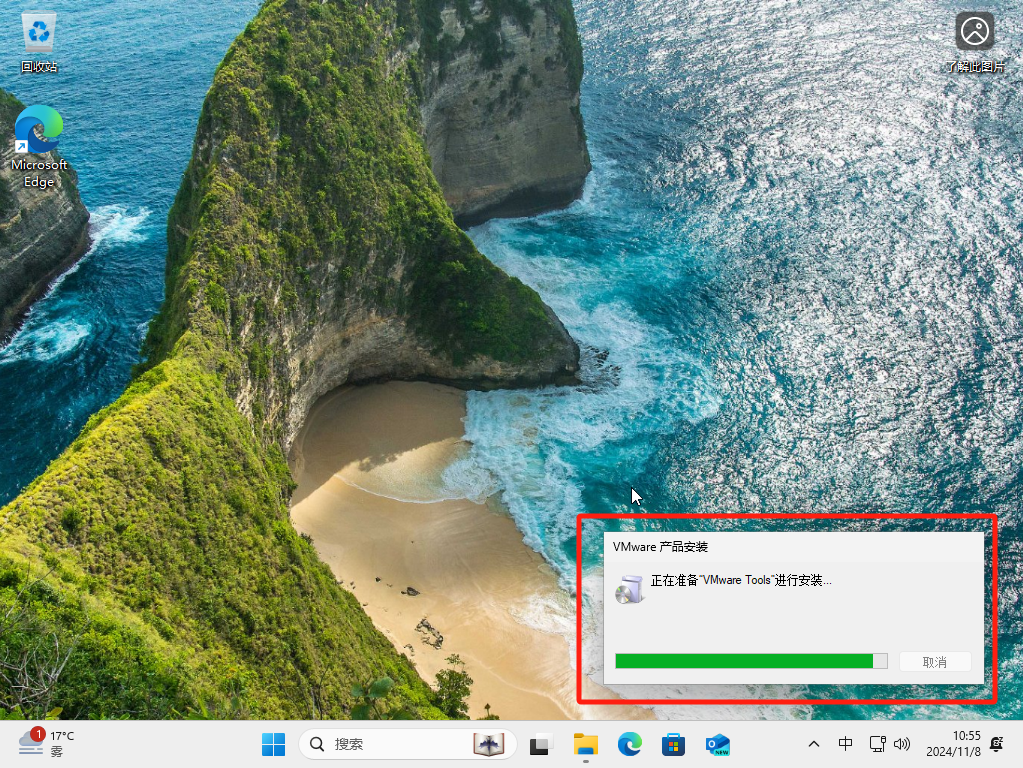 回收站
了解此图片
Microsoft
Edge
VMware 产品安装
正在准备“VMware Tools”进行安装...
取消
1
17°C
雾
搜索
NEW
中
10:55
2024/11/8